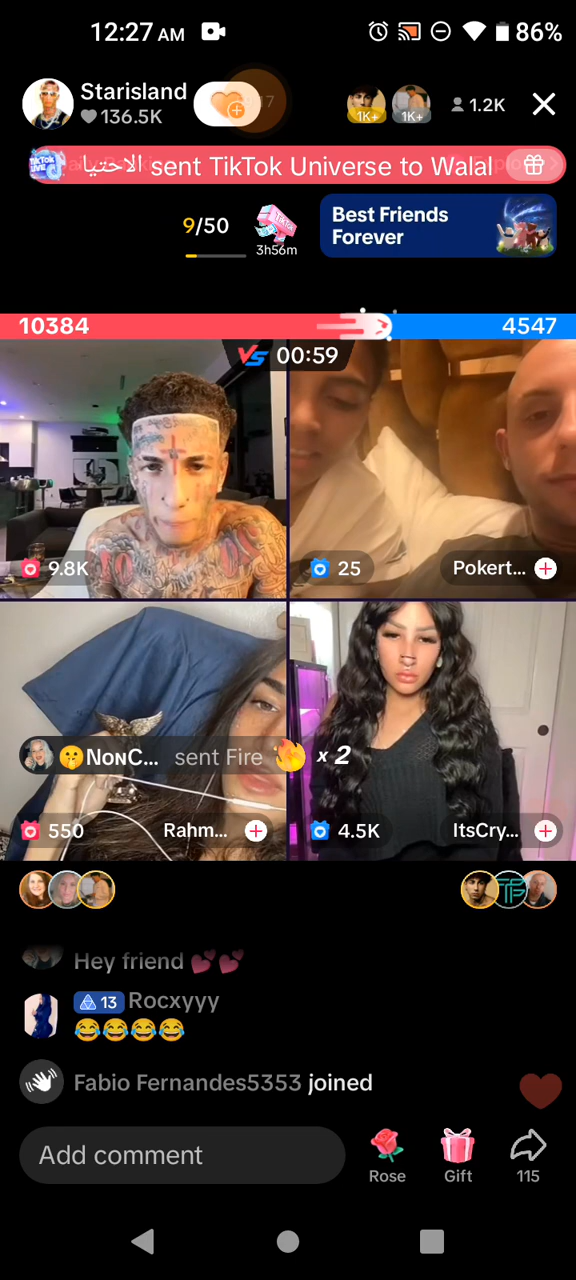 12:27 AM
86%
Starisland
136.5K
1K+
1K+
1.2K
الاحتيا sent TikTok Universe to Walal
9/50
3h56m
Best Friends
Forever
10384
4547
VS 00:59
9.8K
25
Pokert...
🤫NᴏɴC... sent Fire x 2
550
Rahm...
4.5K
ItsCry...
Hey friend 💕💕
13 Rocxyyy
😂😂😂😂
Fabio Fernandes5353 joined
Add comment
Rose
Gift
115